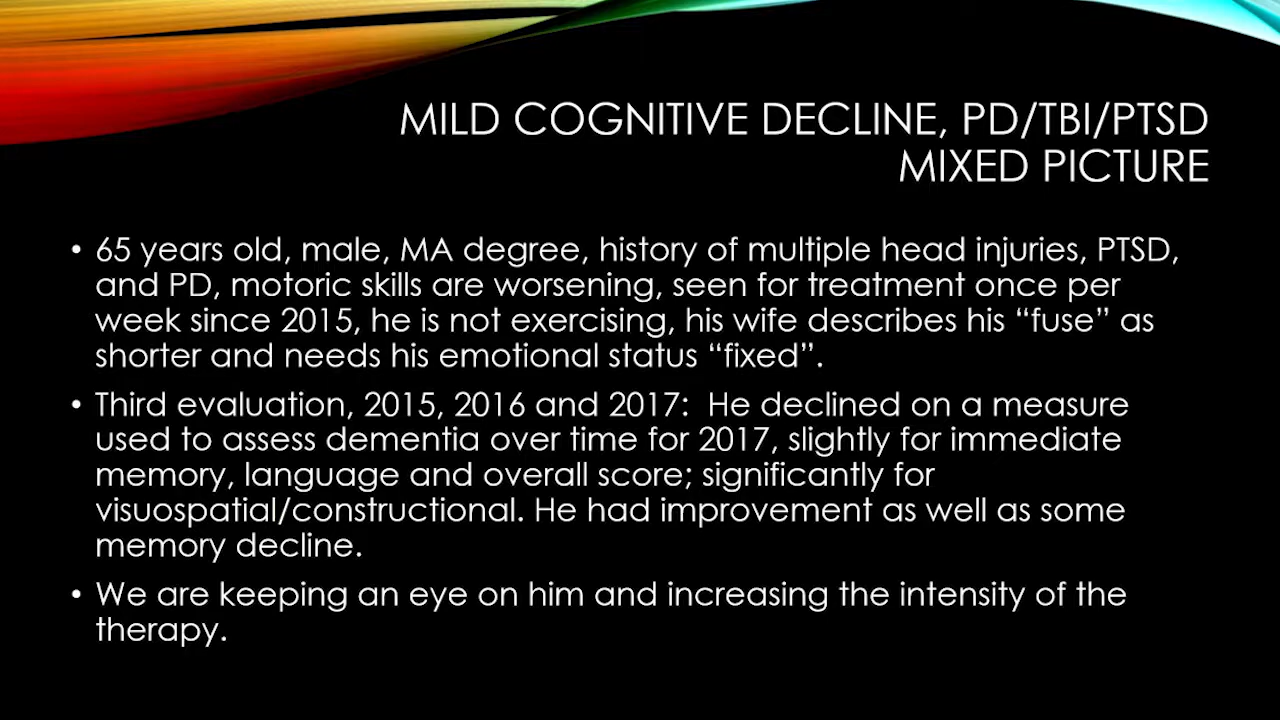 MILD COGNITIVE DECLINE, PD/TBI/PTSD
MIXED PICTURE
• 65 years old, male, MA degree, history of multiple head injuries, PTSD,
and PD, motoric skills are worsening, seen for treatment once per
week since 2015, he is not exercising, his wife describes his “fuse” as
shorter and needs his emotional status “fixed”.
• Third evaluation, 2015, 2016 and 2017:  He declined on a measure
used to assess dementia over time for 2017, slightly for immediate
memory, language and overall score; significantly for
visuospatial/constructional. He had improvement as well as some
memory decline.
• We are keeping an eye on him and increasing the intensity of the
therapy.